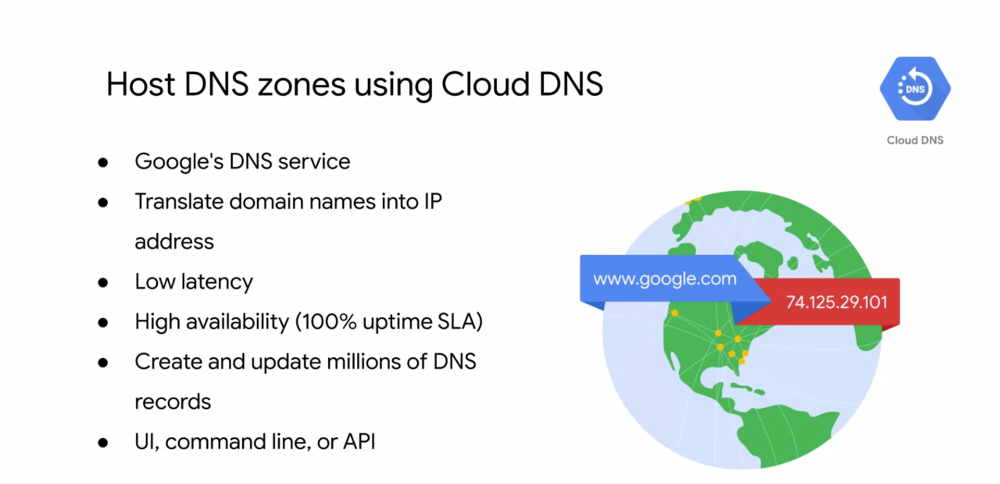 Host DNS zones using Cloud DNS
DNS
Cloud DNS
● Google's DNS service
● Translate domain names into IP
address
● Low latency
● High availability (100% uptime SLA)
● Create and update millions of DNS
records
● UI, command line, or API
www.google.com
74.125.29.101